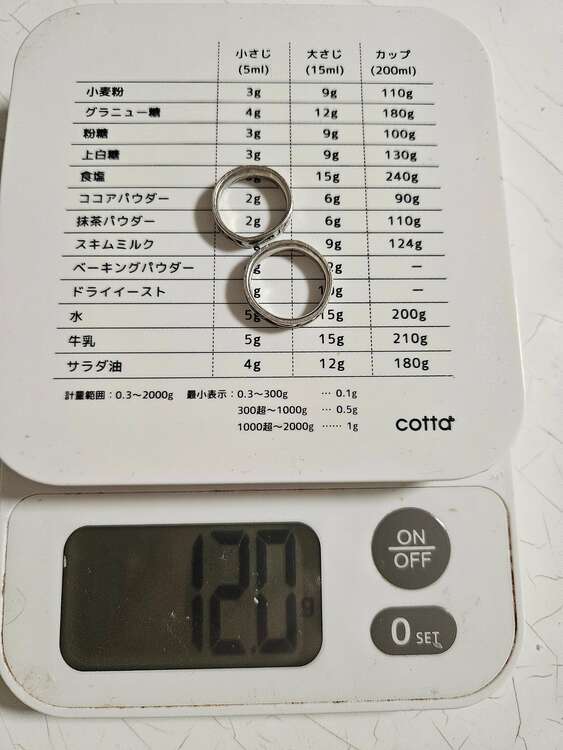 小さじ 大さじ カップ
(5ml) (15ml) (200ml)
小麦粉 3g 9g 110g
グラニュー糖 4g 12g 180g
粉糖 3g 9g 100g
上白糖 3g 9g 130g
食塩 15g 240g
ココアパウダー 2g 6g 90g
抹茶パウダー 2g 6g 110g
スキムミルク 9g 124g
ベーキングパウダー －
ドライイースト －
水 5g 15g 200g
牛乳 5g 15g 210g
サラダ油 4g 12g 180g
計量範囲：0.3～2000g 最小表示：0.3～300g … 0.1g
300超～1000g … 0.5g
1000超～2000g …… 1g
cotta
ON
OFF
12.0g
0 SET